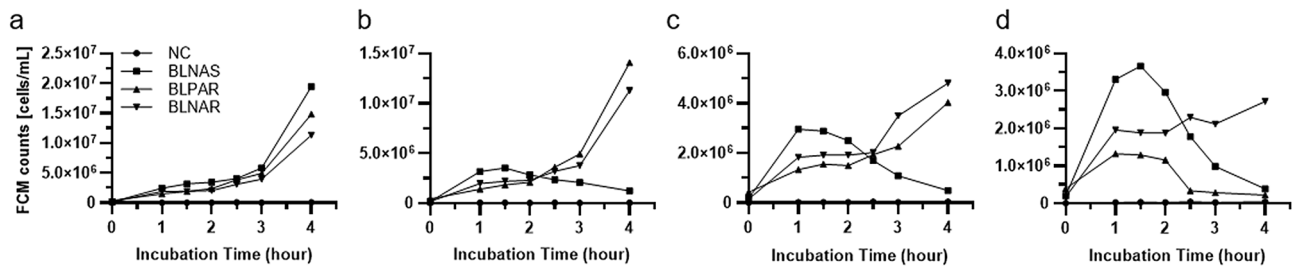 a b c d
FCM counts [cells/mL]
2.5×10⁷
2.0×10⁷
1.5×10⁷
1.0×10⁷
5.0×10⁶
0
NC
BLNAS
BLPAR
BLNAR
0 1 2 3 4
Incubation Time (hour)
1.5×10⁷
1.0×10⁷
5.0×10⁶
0
0 1 2 3 4
Incubation Time (hour)
6.0×10⁶
4.0×10⁶
2.0×10⁶
0
0 1 2 3 4
Incubation Time (hour)
4.0×10⁶
3.0×10⁶
2.0×10⁶
1.0×10⁶
0
0 1 2 3 4
Incubation Time (hour)